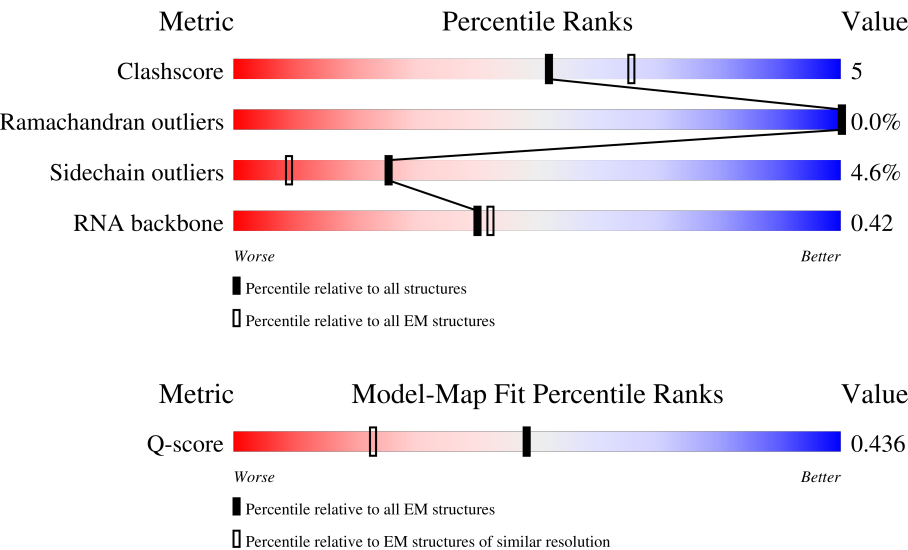 Metric Percentile Ranks Value
Clashscore 5
Ramachandran outliers 0.0%
Sidechain outliers 4.6%
RNA backbone 0.42
Worse Better
Percentile relative to all structures
Percentile relative to all EM structures
Metric Model-Map Fit Percentile Ranks Value
Q-score 0.436
Worse Better
Percentile relative to all EM structures
Percentile relative to EM structures of similar resolution